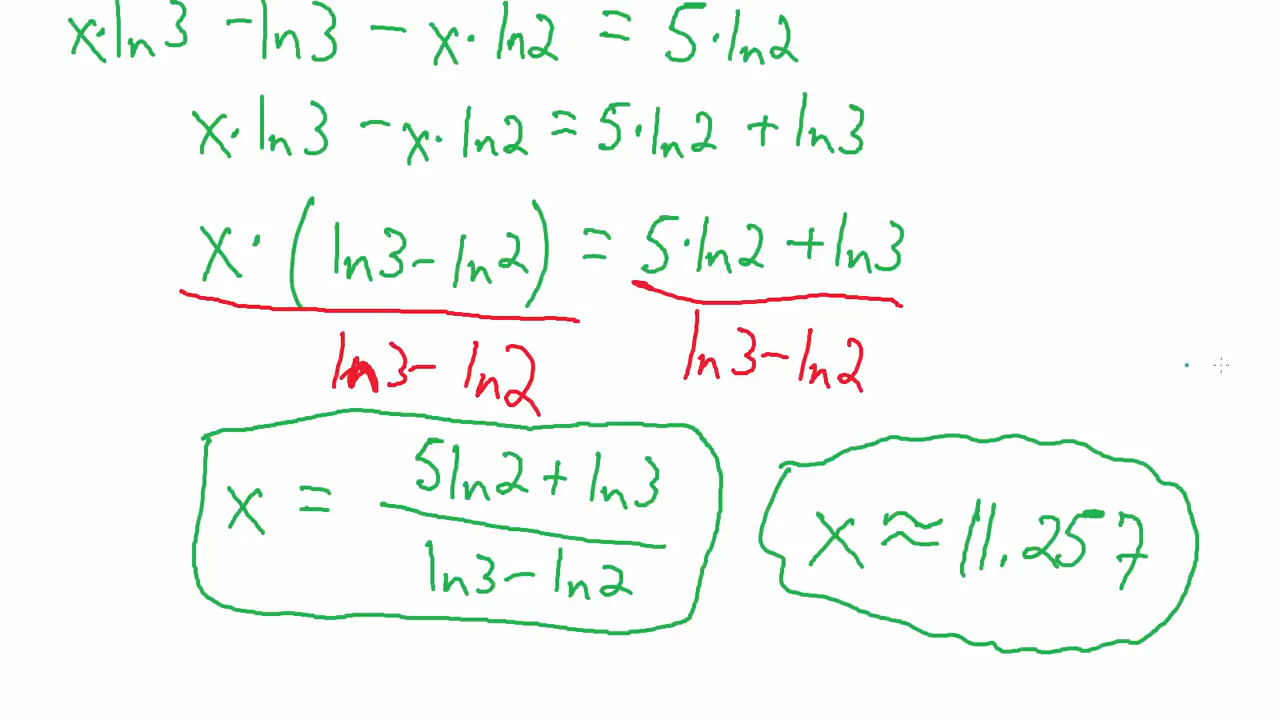 x·ln3 - ln3 - x·ln2 = 5·ln2
x·ln3 - x·ln2 = 5·ln2 + ln3
x·(ln3 - ln2) = 5·ln2 + ln3
ln3 - ln2 ln3 - ln2
5ln2 + ln3
x = x ≈ 11.257
ln3 - ln2